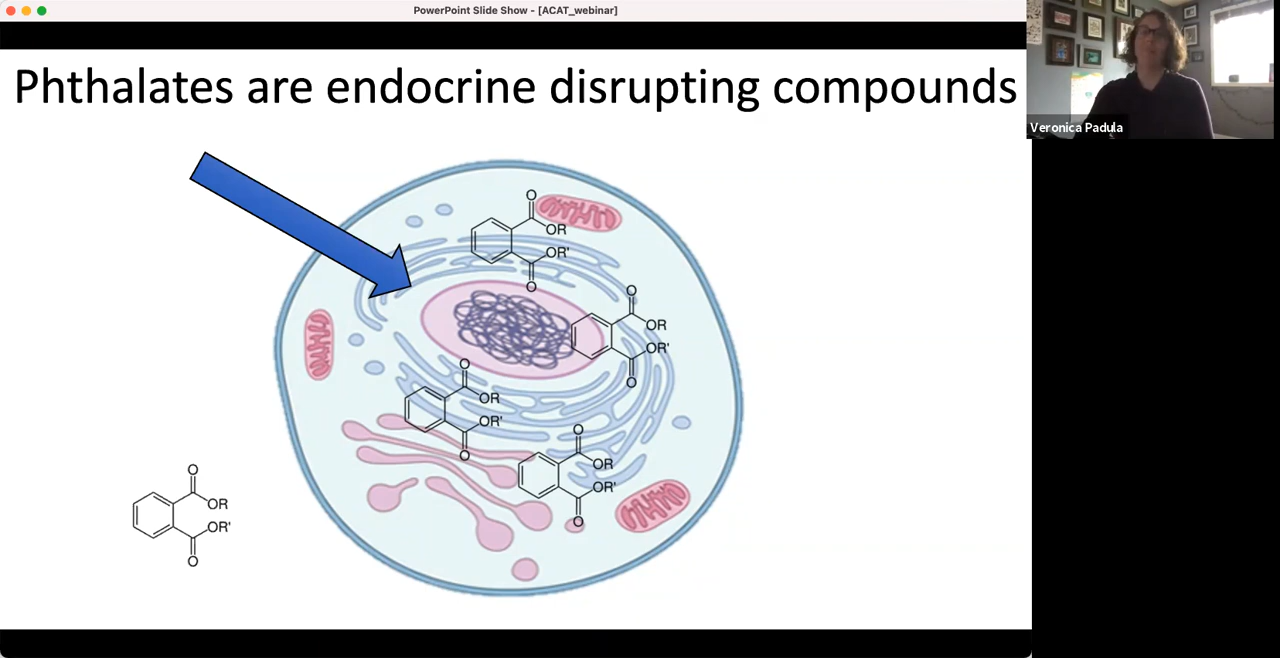 PowerPoint Slide Show - [ACAT_webinar]
Phthalates are endocrine disrupting compounds
Veronica Padula
O
OR
OR'
O
O
OR
OR'
O
O
OR
OR'
O
O
OR
OR'
O
O
OR
OR'
O